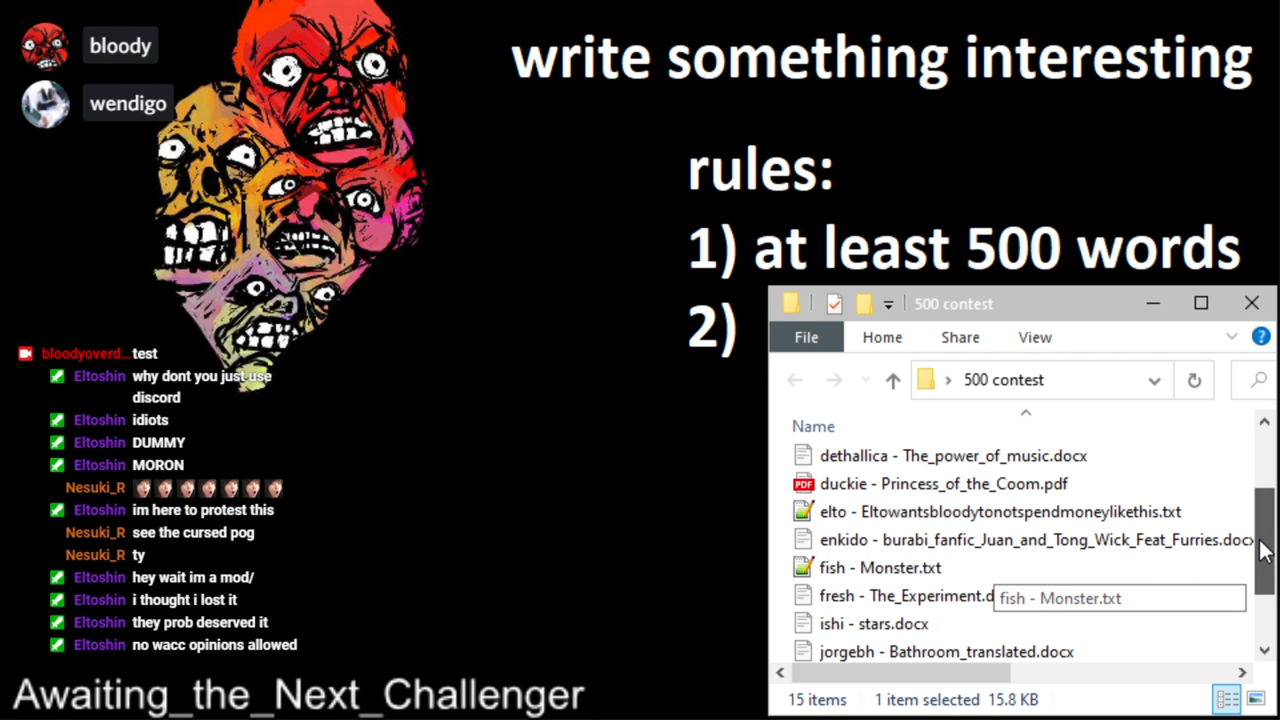 bloody
wendigo
write something interesting
rules:
1) at least 500 words
2)
bloodyoverd... test
Eltoshin why dont you just use
discord
Eltoshin idiots
Eltoshin DUMMY
Eltoshin MORON
Nesuki_R
Eltoshin im here to protest this
Nesuki_R see the cursed pog
Nesuki_R ty
Eltoshin hey wait im a mod/
Eltoshin i thought i lost it
Eltoshin they prob deserved it
Eltoshin no wacc opinions allowed
Awaiting_the_Next_Challenger
500 contest
File Home Share View
500 contest
Name
dethallica - The_power_of_music.docx
PDF duckie - Princess_of_the_Coom.pdf
elto - Eltowantsbloodytonotspendmoneylikethis.txt
enkido - burabi_fanfic_Juan_and_Tong_Wick_Feat_Furries.docx
fish - Monster.txt
fresh - The_Experiment.d
fish - Monster.txt
ishi - stars.docx
jorgebh - Bathroom_translated.docx
15 items 1 item selected 15.8 KB